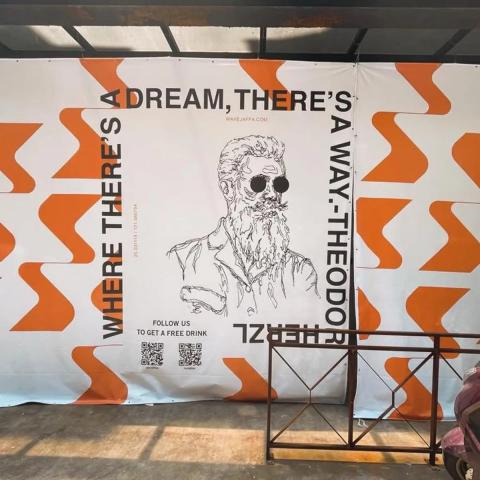 WHERE THERE'S A DREAM, THERE'S A WAY.-THEODOR HERZL
WAKEJAFFA.COM
FOLLOW US
TO GET A FREE DRINK